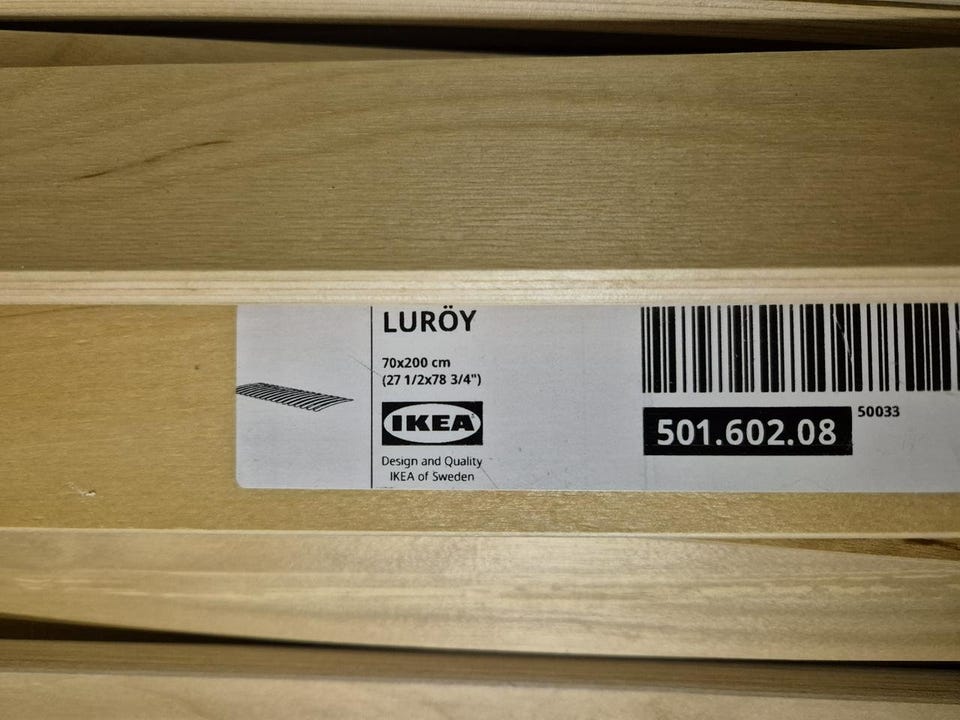 LURÖY
70x200 cm
(27 1/2x78 3/4")
IKEA
Design and Quality
IKEA of Sweden
50033
501.602.08